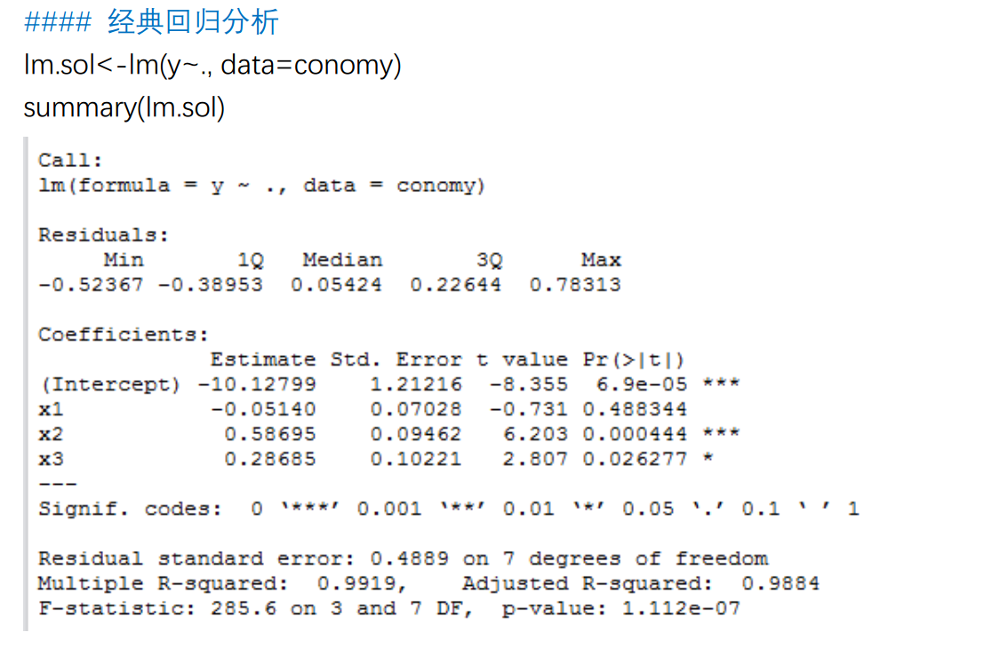 #### 经典回归分析
lm.sol<-lm(y~., data=conomy)
summary(lm.sol)
Call:
lm(formula = y ~ ., data = conomy)
Residuals:
Min 1Q Median 3Q Max
-0.52367 -0.38953 0.05424 0.22644 0.78313
Coefficients:
Estimate Std. Error t value Pr(>|t|)
(Intercept) -10.12799 1.21216 -8.355 6.9e-05 ***
x1 -0.05140 0.07028 -0.731 0.488344
x2 0.58695 0.09462 6.203 0.000444 ***
x3 0.28685 0.10221 2.807 0.026277 *
---
Signif. codes: 0 ‘***’ 0.001 ‘**’ 0.01 ‘*’ 0.05 ‘.’ 0.1 ‘ ’ 1
Residual standard error: 0.4889 on 7 degrees of freedom
Multiple R-squared: 0.9919, Adjusted R-squared: 0.9884
F-statistic: 285.6 on 3 and 7 DF, p-value: 1.112e-07